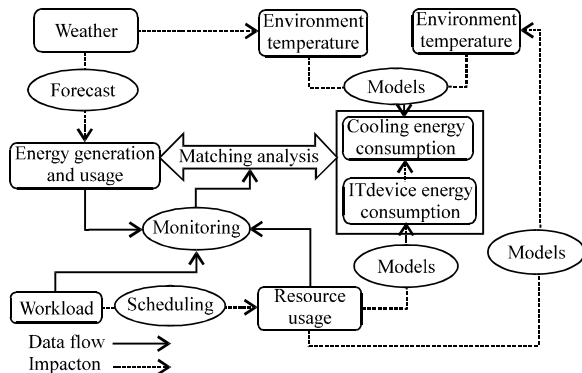 Weather
Environment
temperature
Environment
temperature
Forecast
Models
Energy generation
and usage
Matching analysis
Cooling energy
consumption
ITdevice energy
consumption
Monitoring
Models
Models
Workload
Scheduling
Resource
usage
Data flow
Impacton